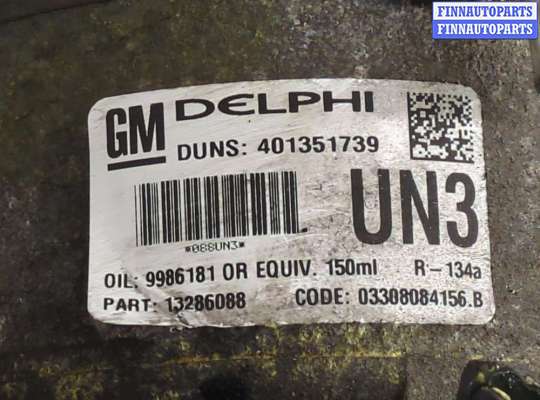 FINNAUTOPARTS
FINNAUTOPARTS
GM DELPHI
DUNS: 401351739
*088UN3*
UN3
OIL: 9986181 OR EQUIV. 150ml R-134a
PART: 13286088 CODE: 03308084156.B